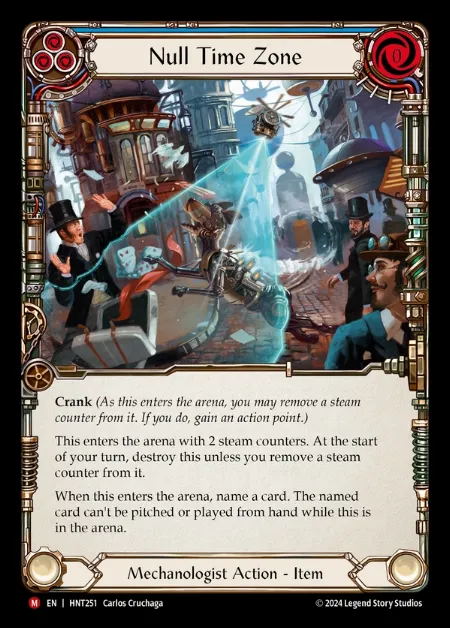 Null Time Zone
0
Crank (As this enters the arena, you may remove a steam
counter from it. If you do, gain an action point.)
This enters the arena with 2 steam counters. At the start
of your turn, destroy this unless you remove a steam
counter from it.
When this enters the arena, name a card. The named
card can't be pitched or played from hand while this is
in the arena.
Mechanologist Action - Item
M EN | HNT251 Carlos Cruchaga © 2024 Legend Story Studios